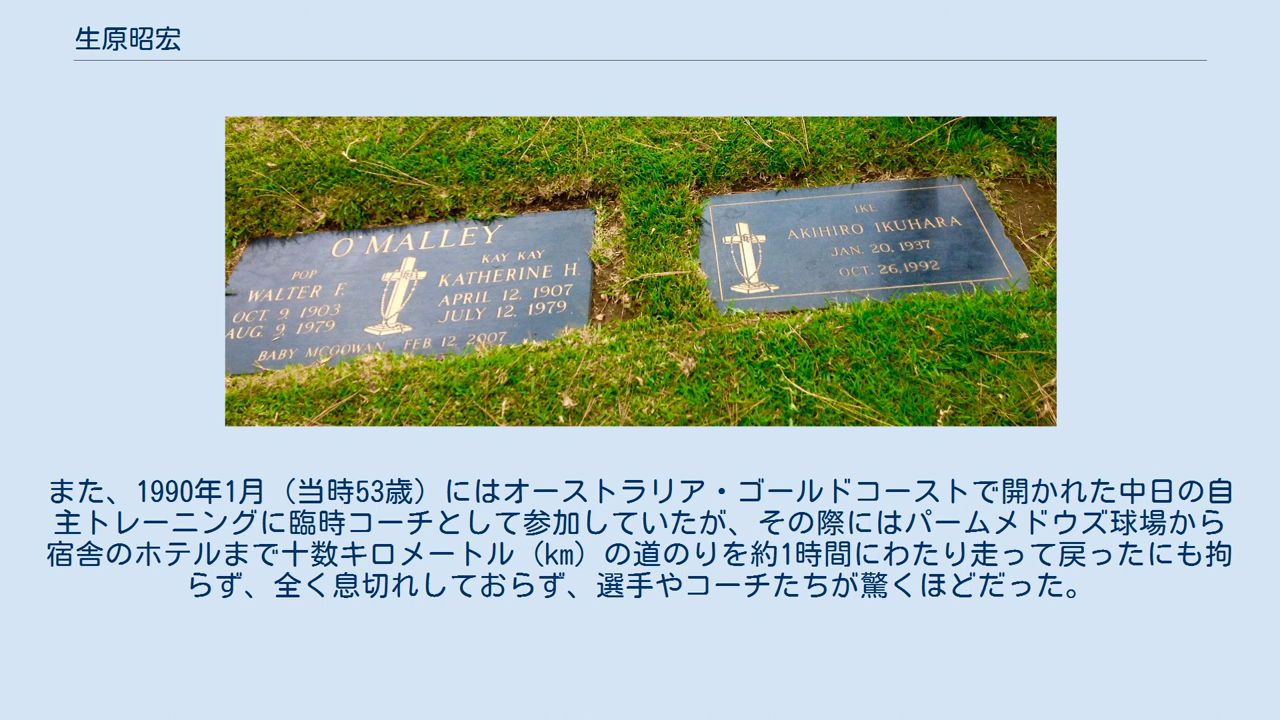 生原昭宏
O'MALLEY
POP
WALTER F.
OCT 9, 1903
AUG. 9, 1979
KAY KAY
KATHERINE H.
APRIL 12, 1907
JULY 12, 1979
BABY MCGOWAN FEB 12 2007
IKE
AKIHIRO IKUHARA
JAN. 20, 1937
OCT. 26, 1992
また、1990年1月（当時53歳）にはオーストラリア・ゴールドコーストで開かれた中日の自
主トレーニングに臨時コーチとして参加していたが、その際にはパームメドウズ球場から
宿舎のホテルまで十数キロメートル（km）の道のりを約1時間にわたり走って戻ったにも拘
らず、全く息切れしておらず、選手やコーチたちが驚くほどだった。